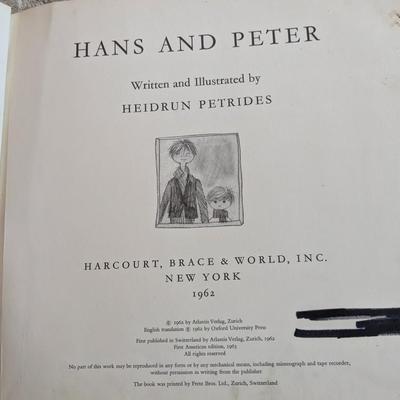 HANS AND PETER
Written and Illustrated by
HEIDRUN PETRIDES
HARCOURT, BRACE & WORLD, INC.
NEW YORK
1962
© 1962 by Atlantis Verlag, Zurich
English translation © 1962 by Oxford University Press
First published in Switzerland by Atlantis Verlag, Zurich, 1962
First American edition, 1963
All rights reserved
No part of this work may be reproduced in any form or by any mechanical means, including mimeograph and tape recorder,
without permission in writing from the publisher
The book was printed by Fretz Bros. Ltd., Zurich, Switzerland